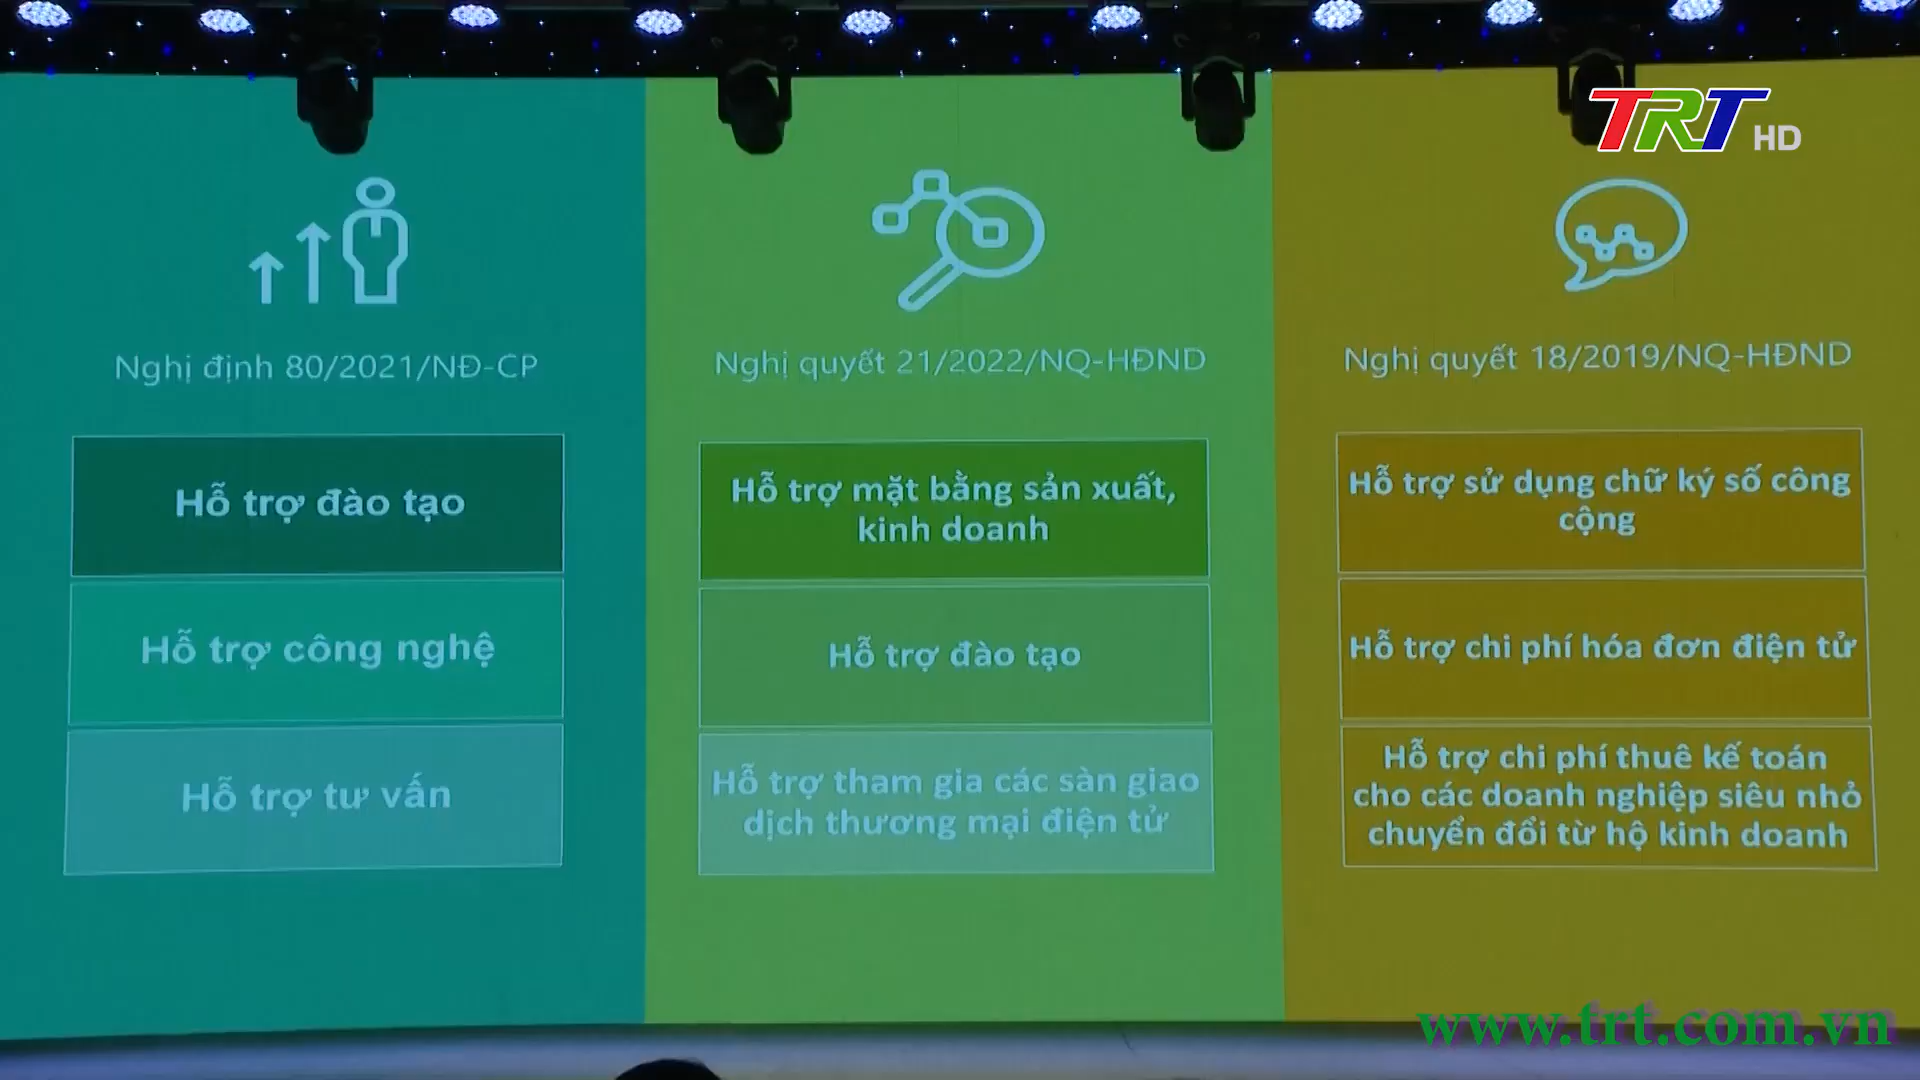 TRT HD
Nghị định 80/2021/NĐ-CP
Hỗ trợ đào tạo
Hỗ trợ công nghệ
Hỗ trợ tư vấn
Nghị quyết 21/2022/NQ-HĐND
Hỗ trợ mặt bằng sản xuất,
kinh doanh
Hỗ trợ đào tạo
Hỗ trợ tham gia các sàn giao
dịch thương mại điện tử
Nghị quyết 18/2019/NQ-HĐND
Hỗ trợ sử dụng chữ ký số công
cộng
Hỗ trợ chi phí hóa đơn điện tử
Hỗ trợ chi phí thuê kế toán
cho các doanh nghiệp siêu nhỏ
chuyển đổi từ hộ kinh doanh
www.trt.com.vn